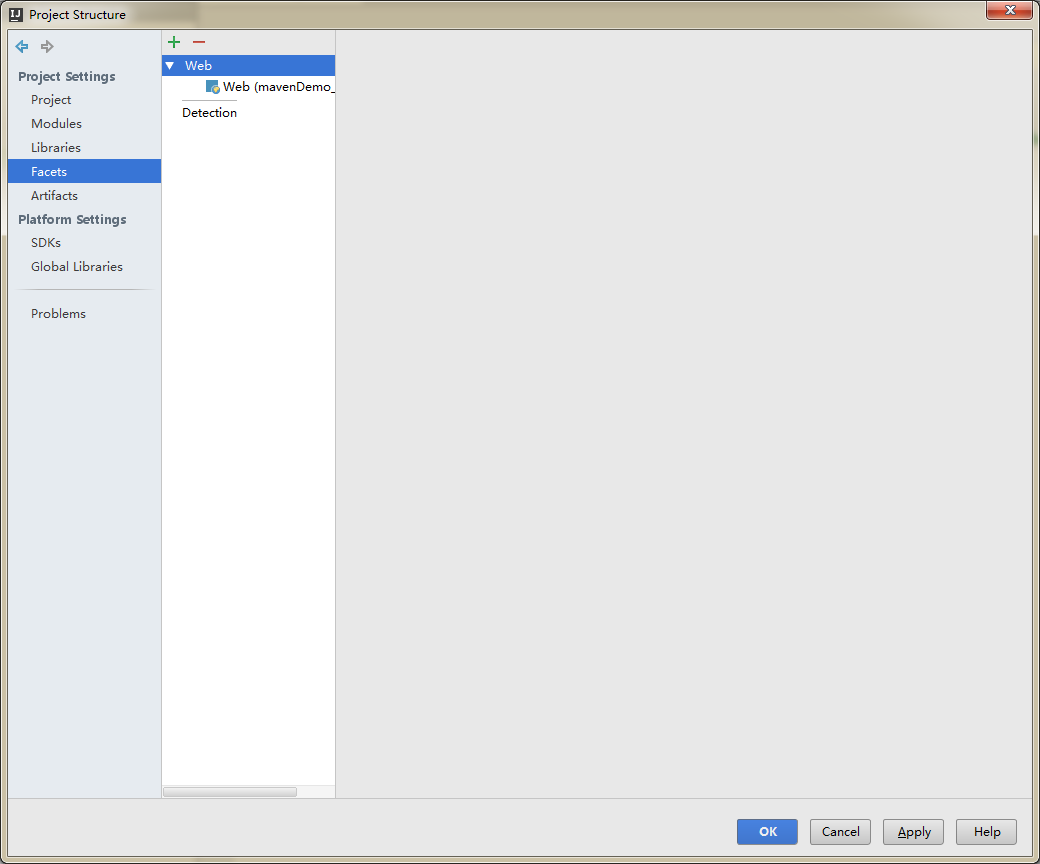 Project Structure
Project Settings
Project
Modules
Libraries
Facets
Artifacts
Platform Settings
SDKs
Global Libraries
Problems
Web
Web (mavenDemo_
Detection
OK
Cancel
Apply
Help